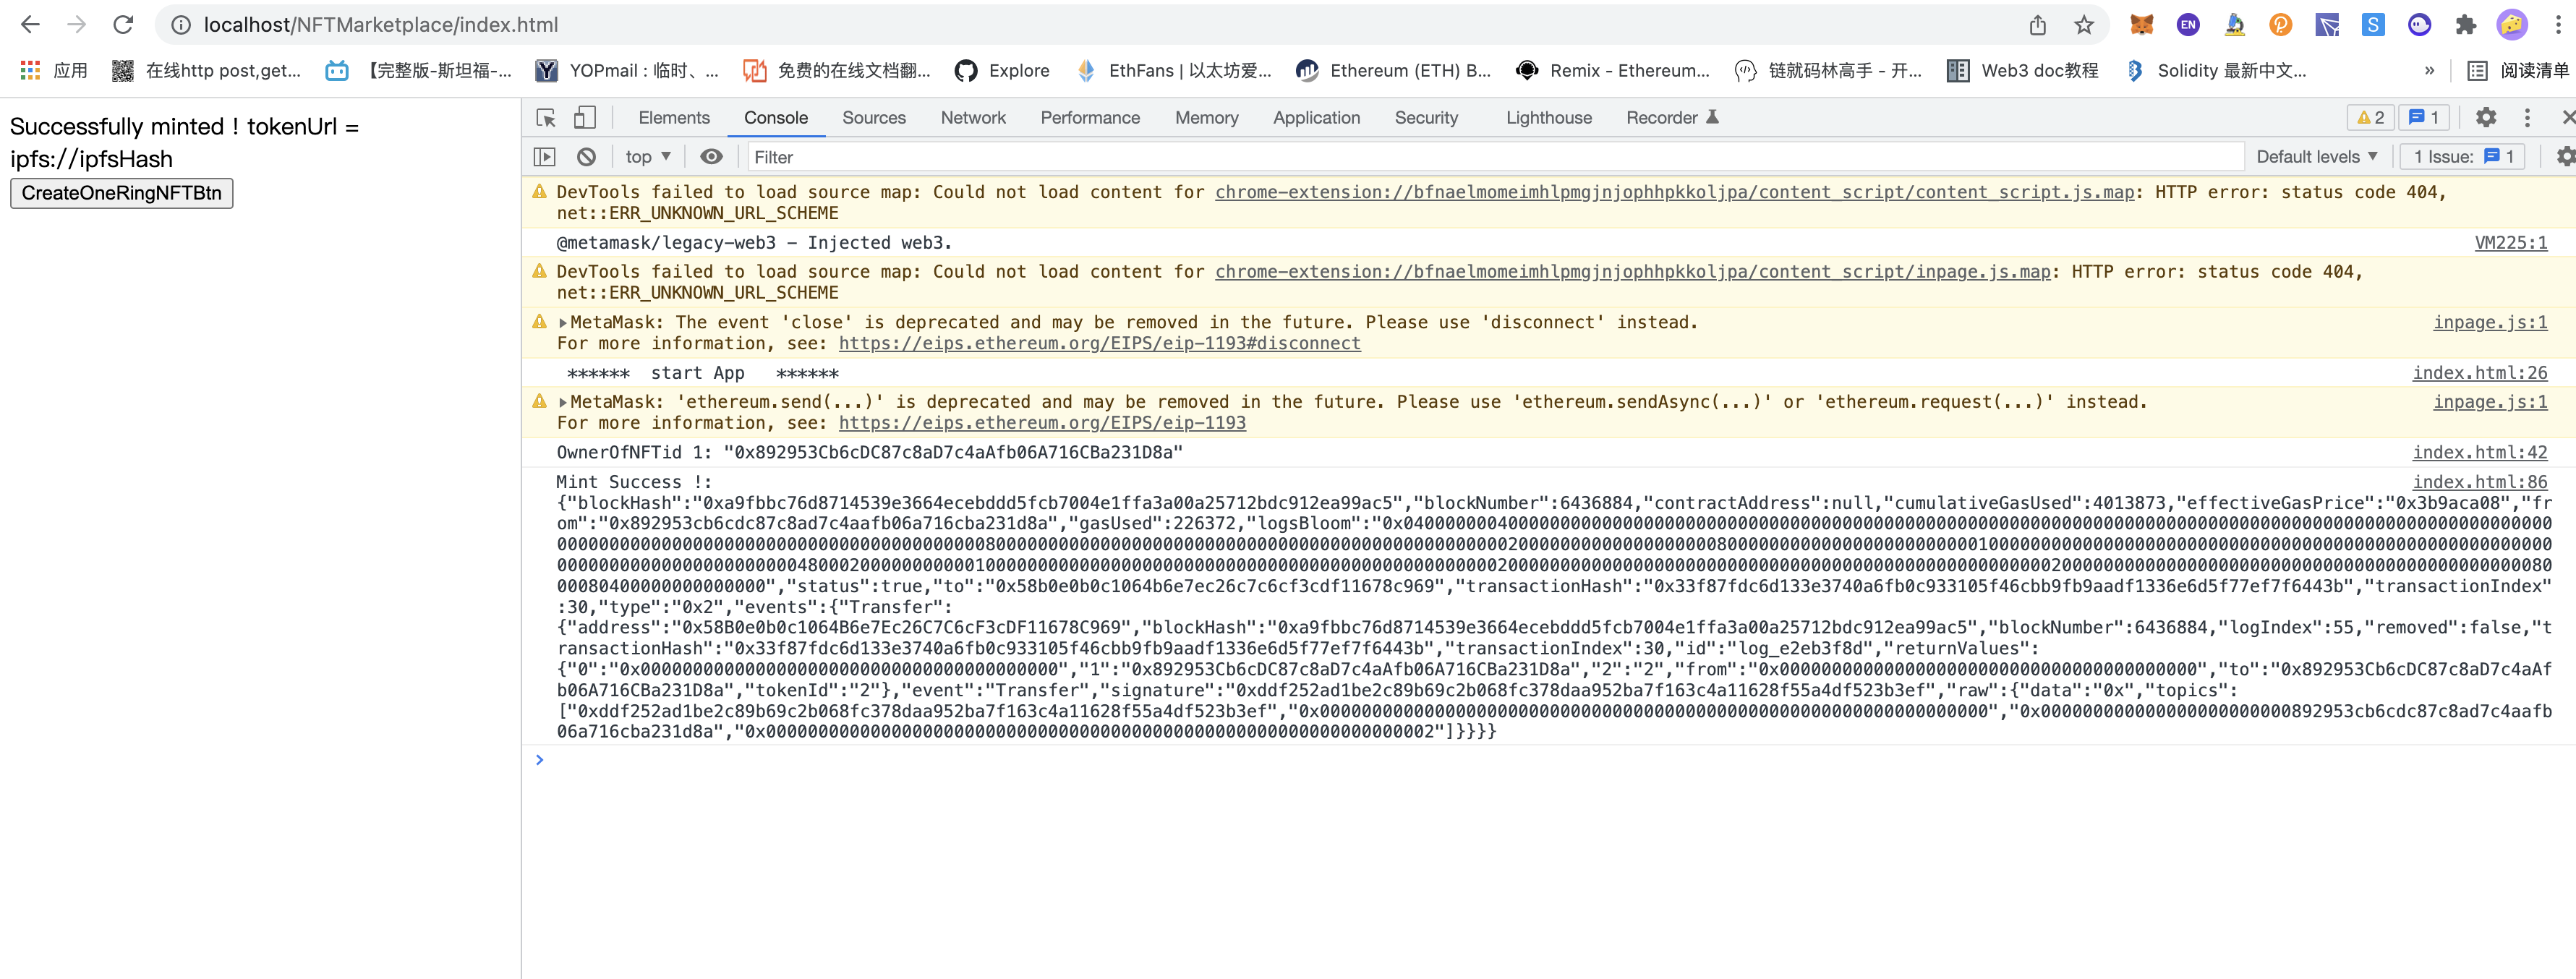 localhost/NFTMarketplace/index.html
应用 在线http post,get... 【完整版-斯坦福-... YOPmail : 临时、... 免费的在线文档翻... Explore EthFans | 以太坊爱... Ethereum (ETH) B... Remix - Ethereum... 链就码林高手 - 开... Web3 doc教程 Solidity 最新中文... » 阅读清单
Successfully minted ! tokenUrl =
ipfs://ipfsHash
CreateOneRingNFTBtn
Elements Console Sources Network Performance Memory Application Security Lighthouse Recorder 2 1
top Filter Default levels 1 Issue: 1
DevTools failed to load source map: Could not load content for chrome-extension://bfnaelmomeimhlpmgjnjophhpkkoljpa/content_script/content_script.js.map: HTTP error: status code 404,
net::ERR_UNKNOWN_URL_SCHEME
@metamask/legacy-web3 - Injected web3. VM225:1
DevTools failed to load source map: Could not load content for chrome-extension://bfnaelmomeimhlpmgjnjophhpkkoljpa/content_script/inpage.js.map: HTTP error: status code 404,
net::ERR_UNKNOWN_URL_SCHEME
MetaMask: The event 'close' is deprecated and may be removed in the future. Please use 'disconnect' instead. inpage.js:1
For more information, see: https://eips.ethereum.org/EIPS/eip-1193#disconnect
****** start App ****** index.html:26
MetaMask: 'ethereum.send(...)' is deprecated and may be removed in the future. Please use 'ethereum.sendAsync(...)' or 'ethereum.request(...)' instead. inpage.js:1
For more information, see: https://eips.ethereum.org/EIPS/eip-1193
OwnerOfNFTid 1: "0x892953Cb6cDC87c8aD7c4aAfb06A716CBa231D8a" index.html:42
Mint Success !: index.html:86
{"blockHash":"0xa9fbbc76d8714539e3664ecebddd5fcb7004e1ffa3a00a25712bdc912ea99ac5","blockNumber":6436884,"contractAddress":null,"cumulativeGasUsed":4013873,"effectiveGasPrice":"0x3b9aca08","fr
om":"0x892953cb6cdc87c8ad7c4aafb06a716cba231d8a","gasUsed":226372,"logsBloom":"
","status":true,"to":"0x58b0e0b0c1064b6e7ec26c7c6cf3cdf11678c969","transactionHash":"0x33f87fdc6d133e3740a6fb0c933105f46cbb9fb9aadf1336e6d5f77ef7f6443b","transactionIndex"
:30,"type":"0x2","events":{"Transfer":
{"address":"0x58B0e0b0c1064B6e7Ec26C7C6cF3cDF11678C969","blockHash":"0xa9fbbc76d8714539e3664ecebddd5fcb7004e1ffa3a00a25712bdc912ea99ac5","blockNumber":6436884,"logIndex":55,"removed":false,"t
ransactionHash":"0x33f87fdc6d133e3740a6fb0c933105f46cbb9fb9aadf1336e6d5f77ef7f6443b","transactionIndex":30,"id":"log_e2eb3f8d","returnValues":
{"0":"0x0000000000000000000000000000000000000000","1":"0x892953Cb6cDC87c8aD7c4aAfb06A716CBa231D8a","2":"2","from":"0x0000000000000000000000000000000000000000","to":"0x892953Cb6cDC87c8aD7c4aAf
b06A716CBa231D8a","tokenId":"2"},"event":"Transfer","signature":"0xddf252ad1be2c89b69c2b068fc378daa952ba7f163c4a11628f55a4df523b3ef","raw":{"data":"0x","topics":
["0xddf252ad1be2c89b69c2b068fc378daa952ba7f163c4a11628f55a4df523b3ef","0x0000000000000000000000000000000000000000000000000000000000000000","0x000000000000000000000000892953cb6cdc87c8ad7c4aafb
06a716cba231d8a","0x0000000000000000000000000000000000000000000000000000000000000002"]}}}}